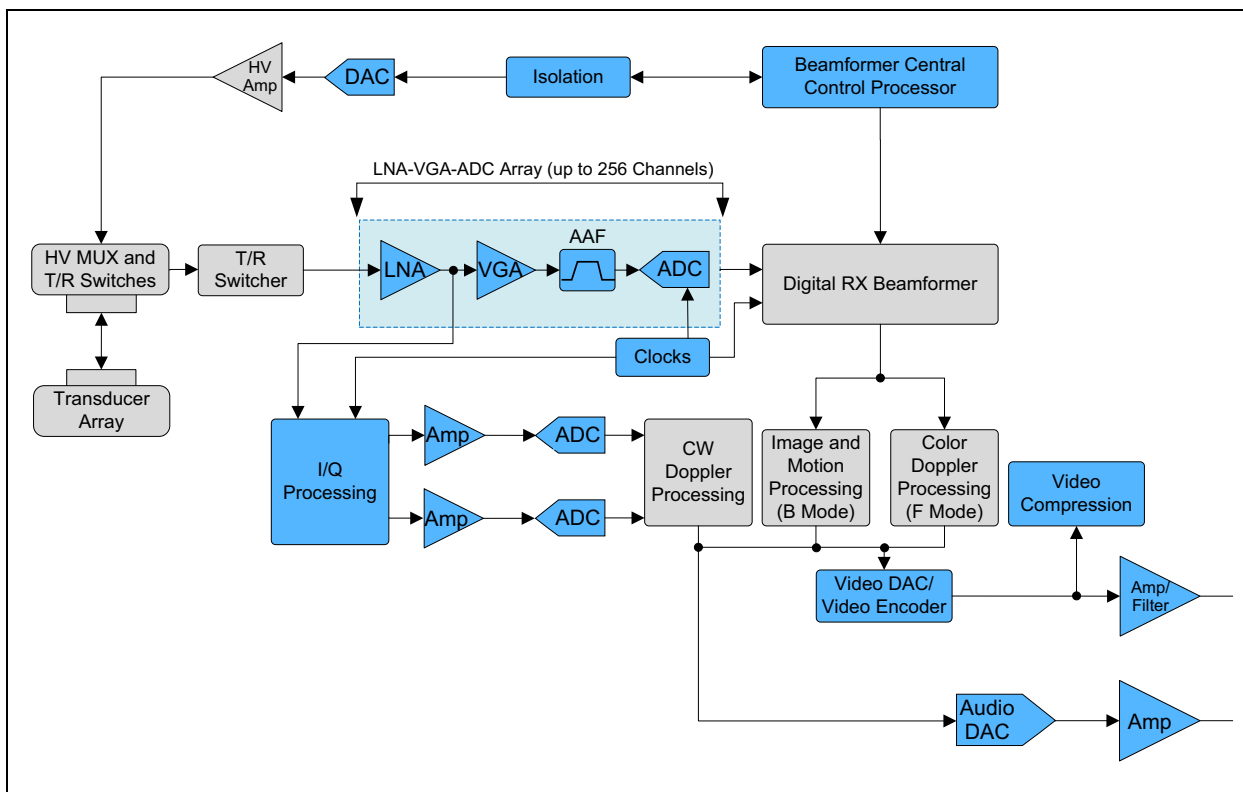 HV
Amp
DAC
Isolation
Beamformer Central
Control Processor
LNA-VGA-ADC Array (up to 256 Channels)
HV MUX and
T/R Switches
T/R
Switcher
LNA
VGA
AAF
ADC
Digital RX Beamformer
Clocks
Transducer
Array
I/Q
Processing
Amp
ADC
Amp
ADC
CW
Doppler
Processing
Image and
Motion
Processing
(B Mode)
Color
Doppler
Processing
(F Mode)
Video
Compression
Video DAC/
Video Encoder
Amp/
Filter
Audio
DAC
Amp